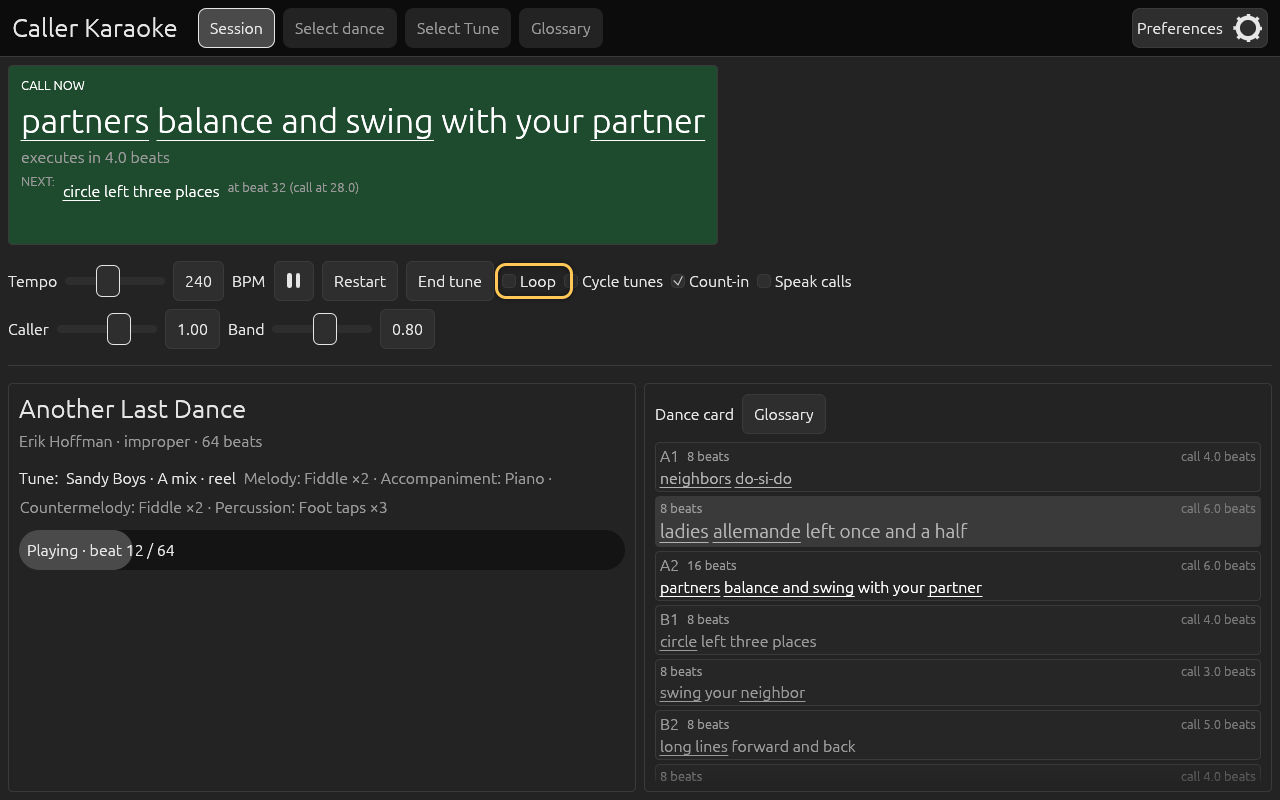 Caller Karaoke Session Select dance Select Tune Glossary Preferences
CALL NOW
partners balance and swing with your partner
executes in 4.0 beats
NEXT: circle left three places at beat 32 (call at 28.0)
Tempo 240 BPM Restart End tune Loop Cycle tunes Count-in Speak calls
Caller 1.00 Band 0.80
Another Last Dance
Erik Hoffman · improper · 64 beats
Tune: Sandy Boys · A mix · reel Melody: Fiddle ×2 · Accompaniment: Piano ·
Countermelody: Fiddle ×2 · Percussion: Foot taps ×3
Playing · beat 12 / 64
Dance card Glossary
A1 8 beats call 4.0 beats
neighbors do-si-do
8 beats call 6.0 beats
ladies allemande left once and a half
A2 16 beats call 6.0 beats
partners balance and swing with your partner
B1 8 beats call 4.0 beats
circle left three places
8 beats call 3.0 beats
swing your neighbor
B2 8 beats call 5.0 beats
long lines forward and back
8 beats call 4.0 beats